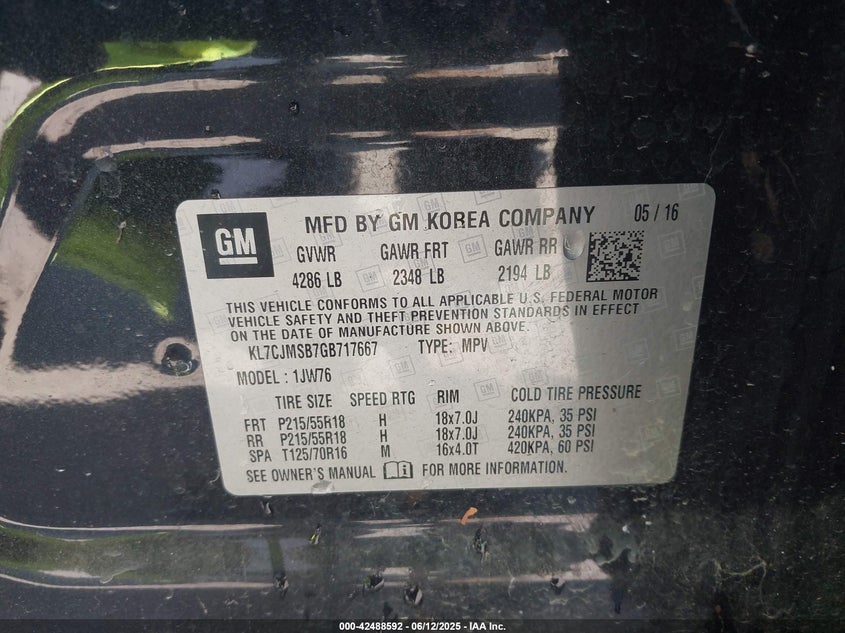 GM
MFD BY GM KOREA COMPANY 05 / 16
GVWR GAWR FRT GAWR RR
4286 LB 2348 LB 2194 LB
THIS VEHICLE CONFORMS TO ALL APPLICABLE U.S. FEDERAL MOTOR
VEHICLE SAFETY AND THEFT PREVENTION STANDARDS IN EFFECT
ON THE DATE OF MANUFACTURE SHOWN ABOVE.
KL7CJMSB7GB717667 TYPE: MPV
MODEL : 1JW76
TIRE SIZE SPEED RTG RIM COLD TIRE PRESSURE
FRT P215/55R18 H 18x7.0J 240KPA, 35 PSI
RR P215/55R18 H 18x7.0J 240KPA, 35 PSI
SPA T125/70R16 M 16x4.0T 420KPA, 60 PSI
SEE OWNER'S MANUAL FOR MORE INFORMATION.
000-42488592 - 06/12/2025 - IAA Inc.